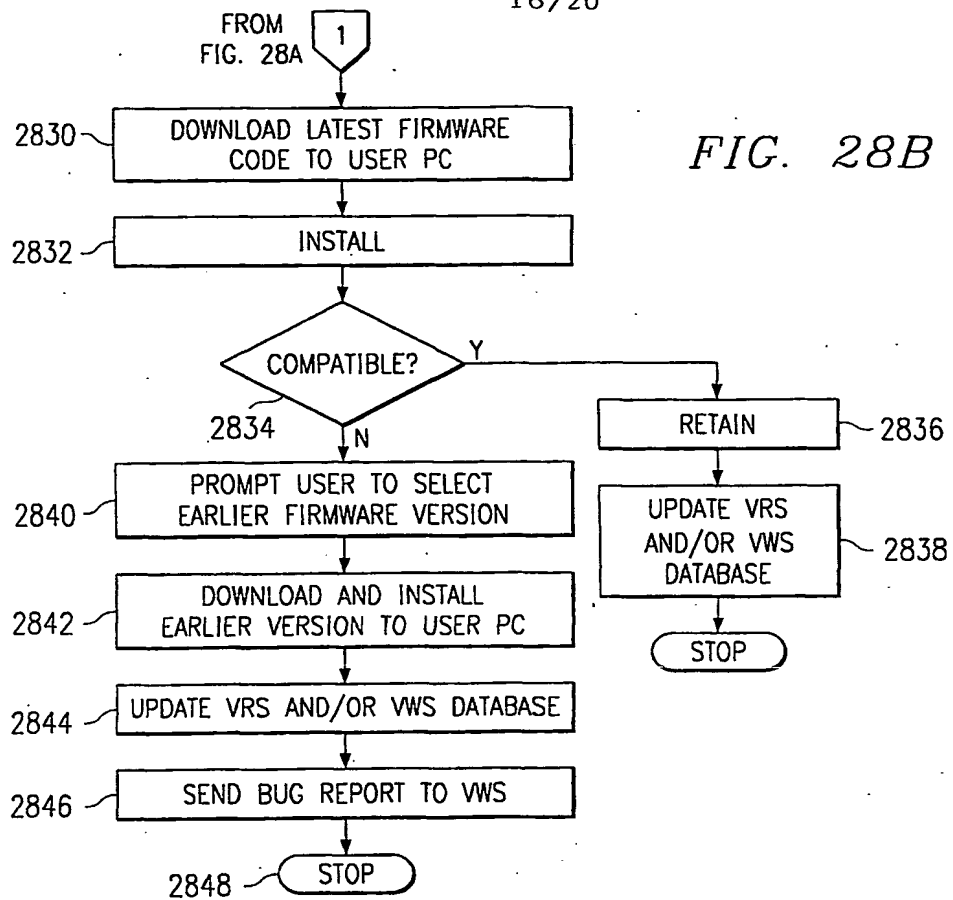 18/20
FROM
FIG. 28A
1
FIG. 28B
2830
DOWNLOAD LATEST FIRMWARE
CODE TO USER PC
2832
INSTALL
COMPATIBLE?
Y
2834
N
RETAIN
2836
UPDATE VRS
AND/OR VWS
DATABASE
2838
STOP
2840
PROMPT USER TO SELECT
EARLIER FIRMWARE VERSION
2842
DOWNLOAD AND INSTALL
EARLIER VERSION TO USER PC
2844
UPDATE VRS AND/OR VWS DATABASE
2846
SEND BUG REPORT TO VWS
2848
STOP